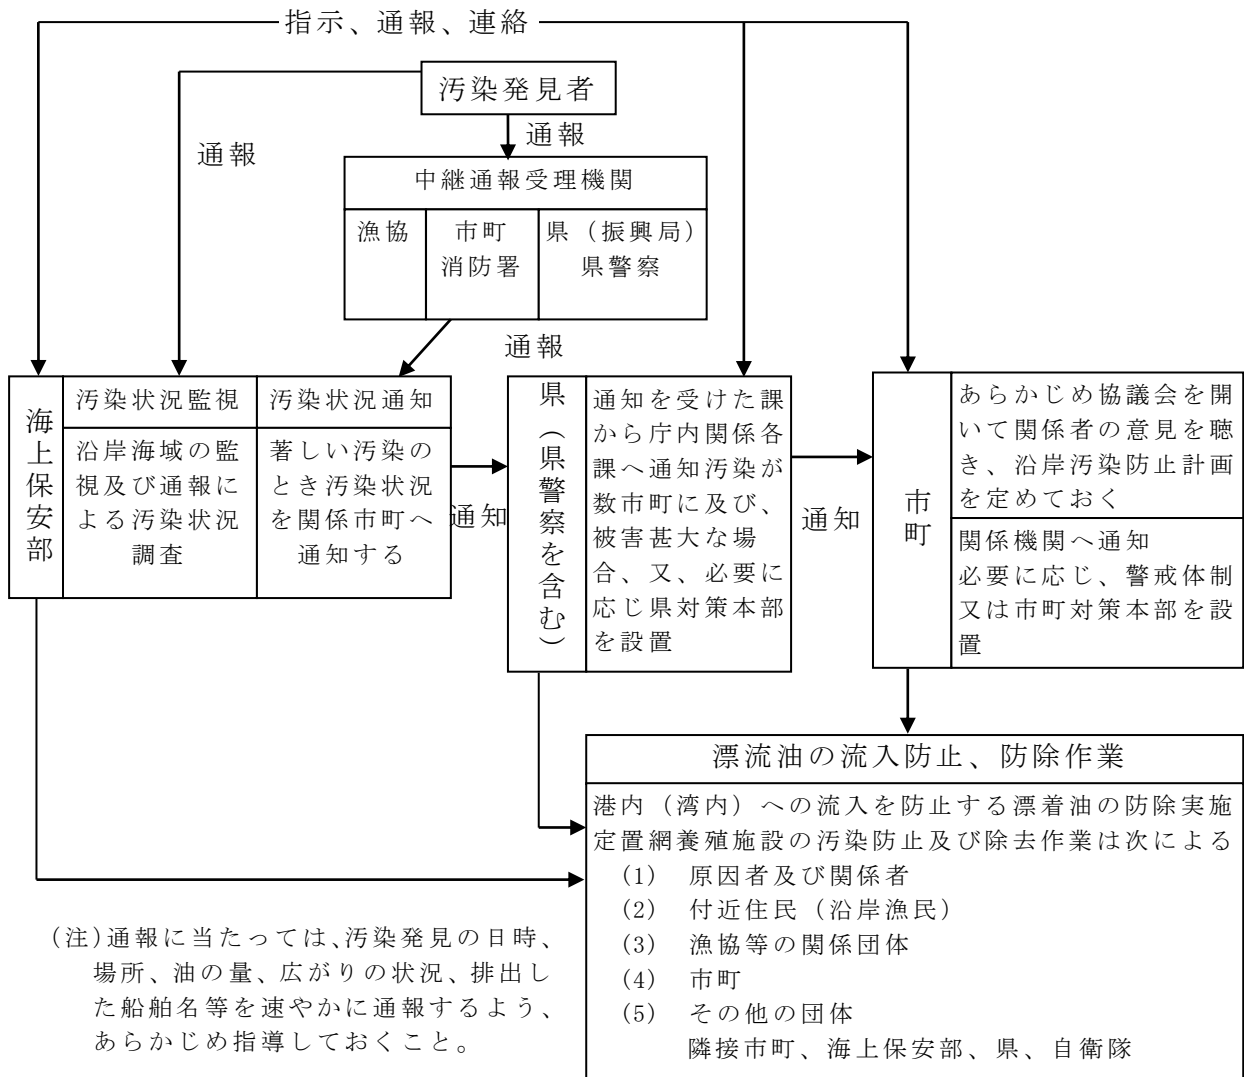 指示、通報、連絡
汚染発見者
通報
通報
中継通報受理機関
漁協
市町
消防署
県（振興局）
県警察
通報
海上保安部
汚染状況監視
沿岸海域の監
視及び通報に
よる汚染状況
調査
汚染状況通知
著しい汚染の
とき汚染状況
を関係市町へ
通知する
通知
県（県警察を含む）
通知を受けた課
から庁内関係各
課へ通知汚染が
数市町に及び、
被害甚大な場
合、又、必要に
応じ県対策本部
を設置
通知
市町
あらかじめ協議会を開
いて関係者の意見を聴
き、沿岸汚染防止計画
を定めておく
関係機関へ通知
必要に応じ、警戒体制
又は市町対策本部を設
置
漂流油の流入防止、防除作業
港内（湾内）への流入を防止する漂着油の防除実施
定置網養殖施設の汚染防止及び除去作業は次による
(1) 原因者及び関係者
(2) 付近住民（沿岸漁民）
(3) 漁協等の関係団体
(4) 市町
(5) その他の団体
隣接市町、海上保安部、県、自衛隊
(注)通報に当たっては、汚染発見の日時、
場所、油の量、広がりの状況、排出し
た船舶名等を速やかに通報するよう、
あらかじめ指導しておくこと。